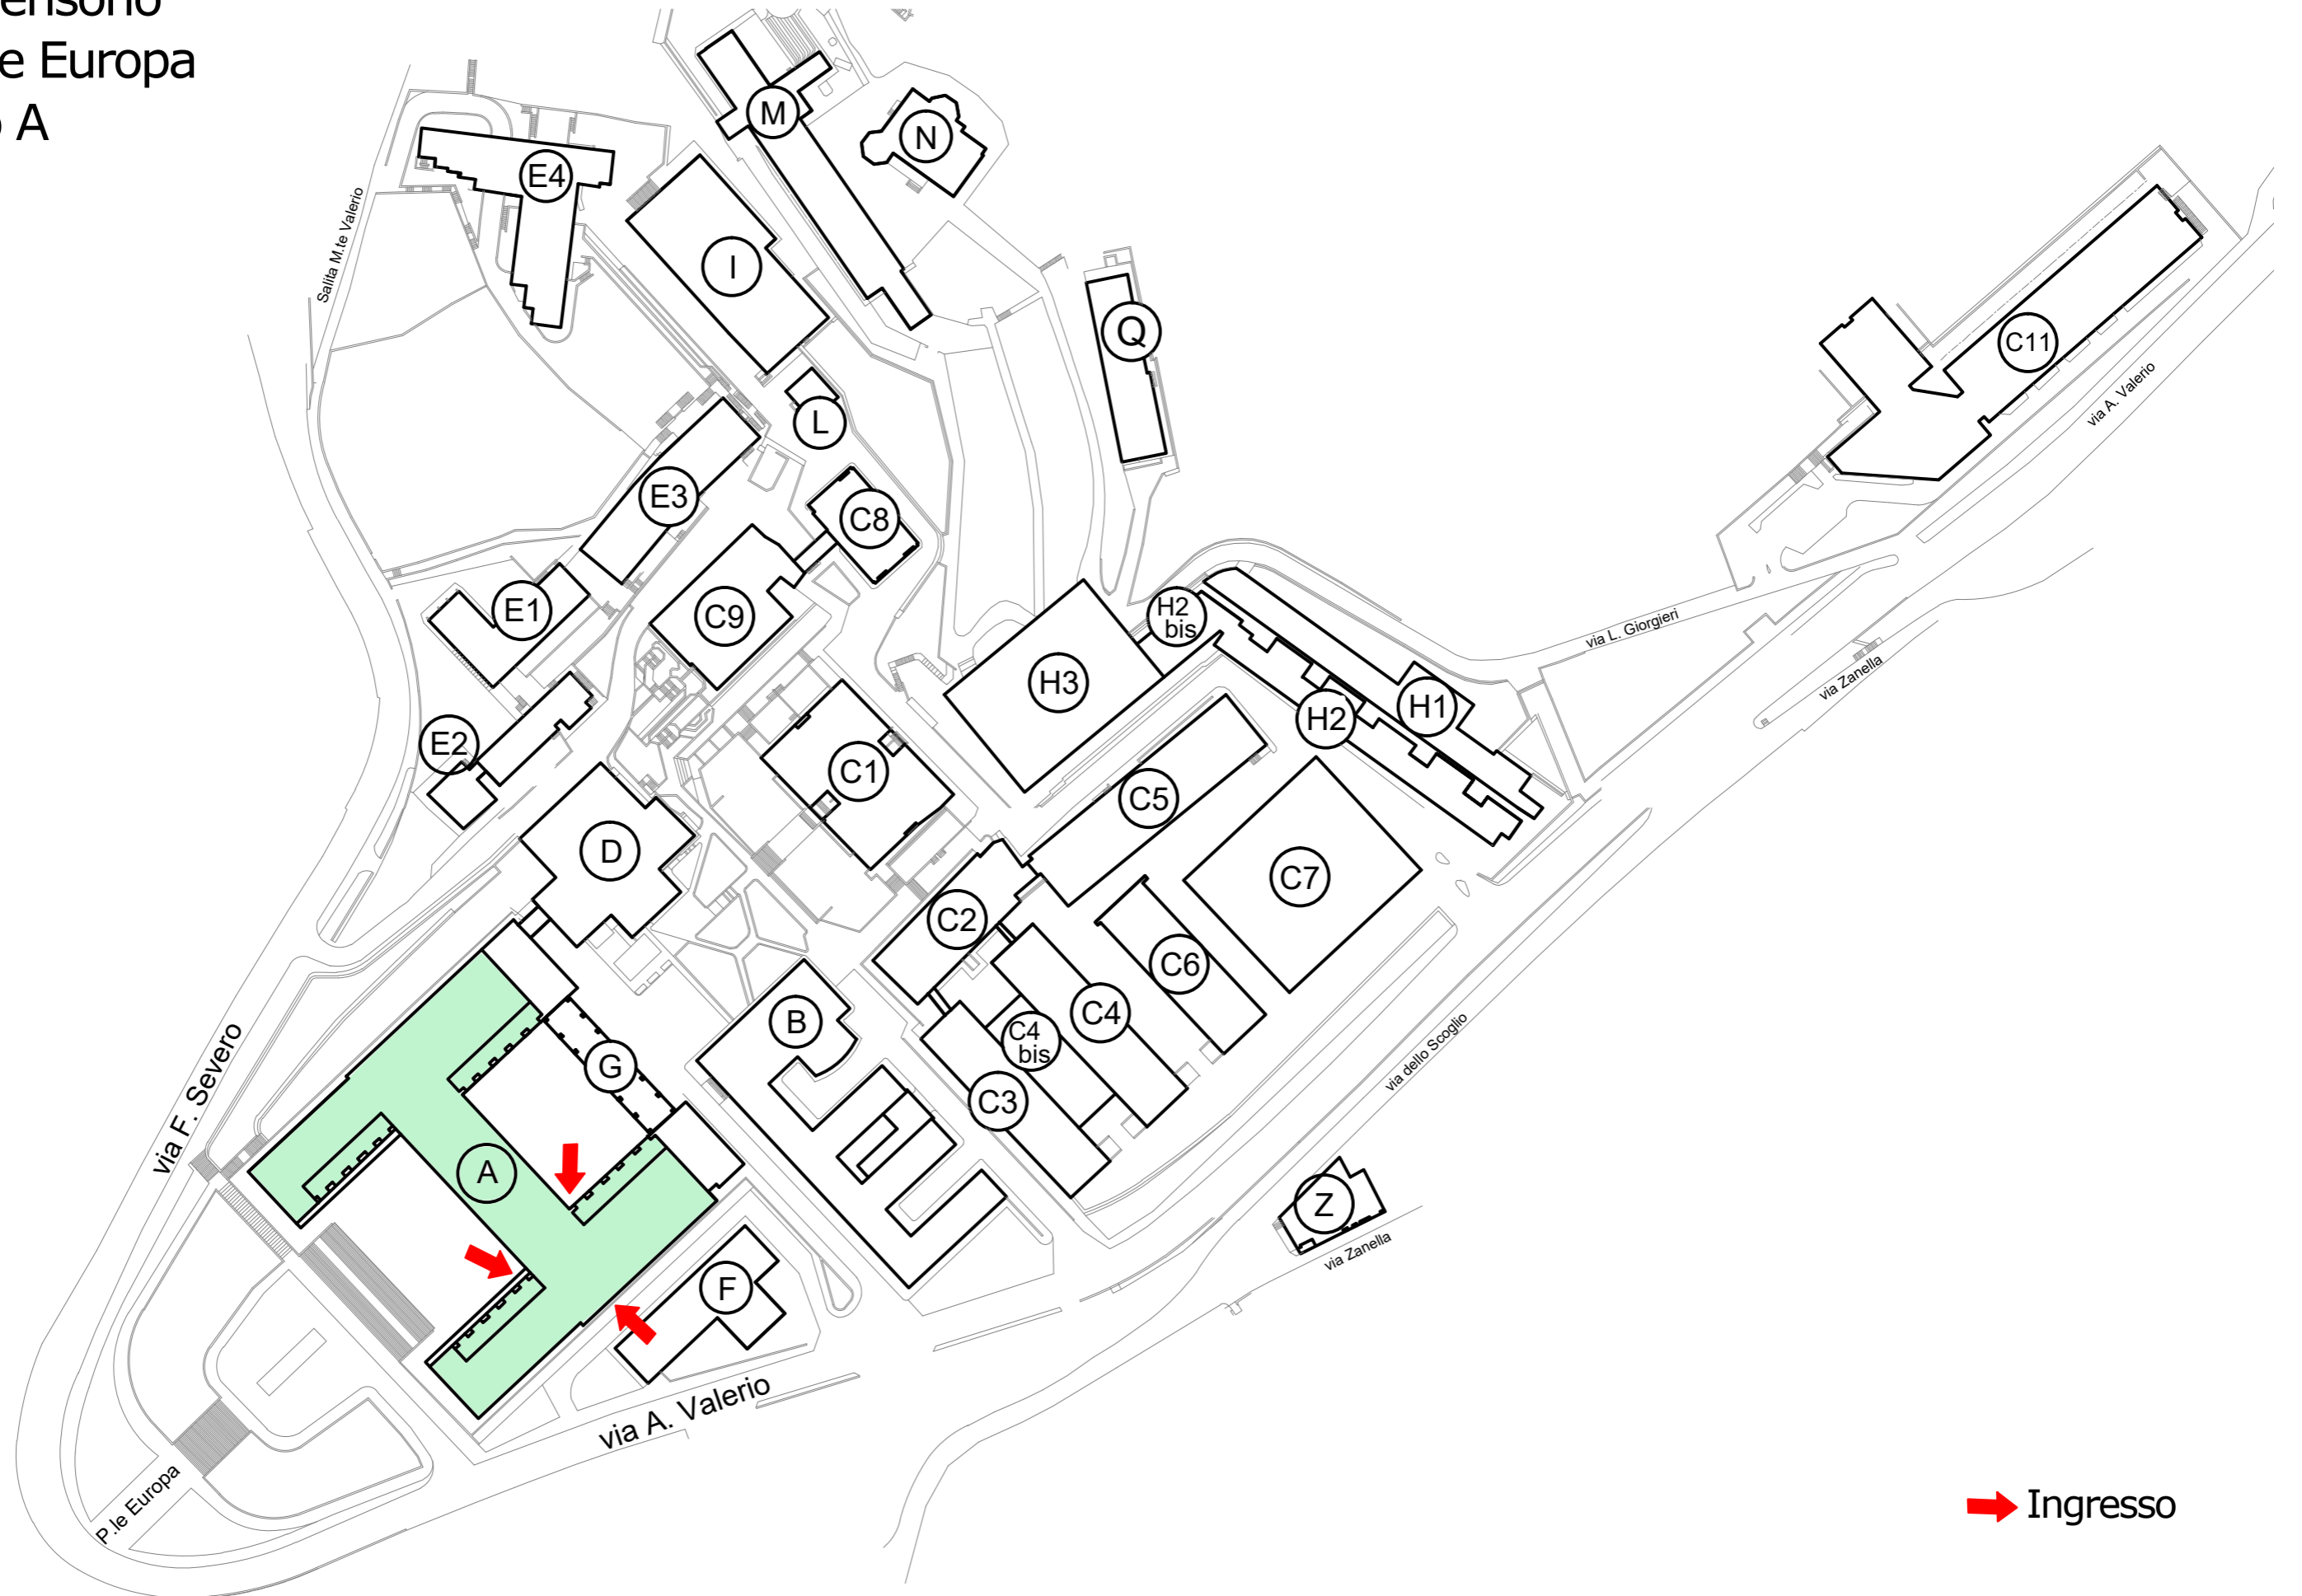 e Europa
A
M
N
E4
Salita M.te Valerio
I
Q
C11
via A. Valerio
L
E3
C8
E1
C9
H2
bis
via L. Giorgieri
H3
via Zanella
H1
H2
E2
C1
C5
D
C7
C2
C6
B
C4
C4
bis
G
via F. Severo
C3
via dello Scoglio
A
Z
via Zanella
F
via A. Valerio
P.le Europa
Ingresso